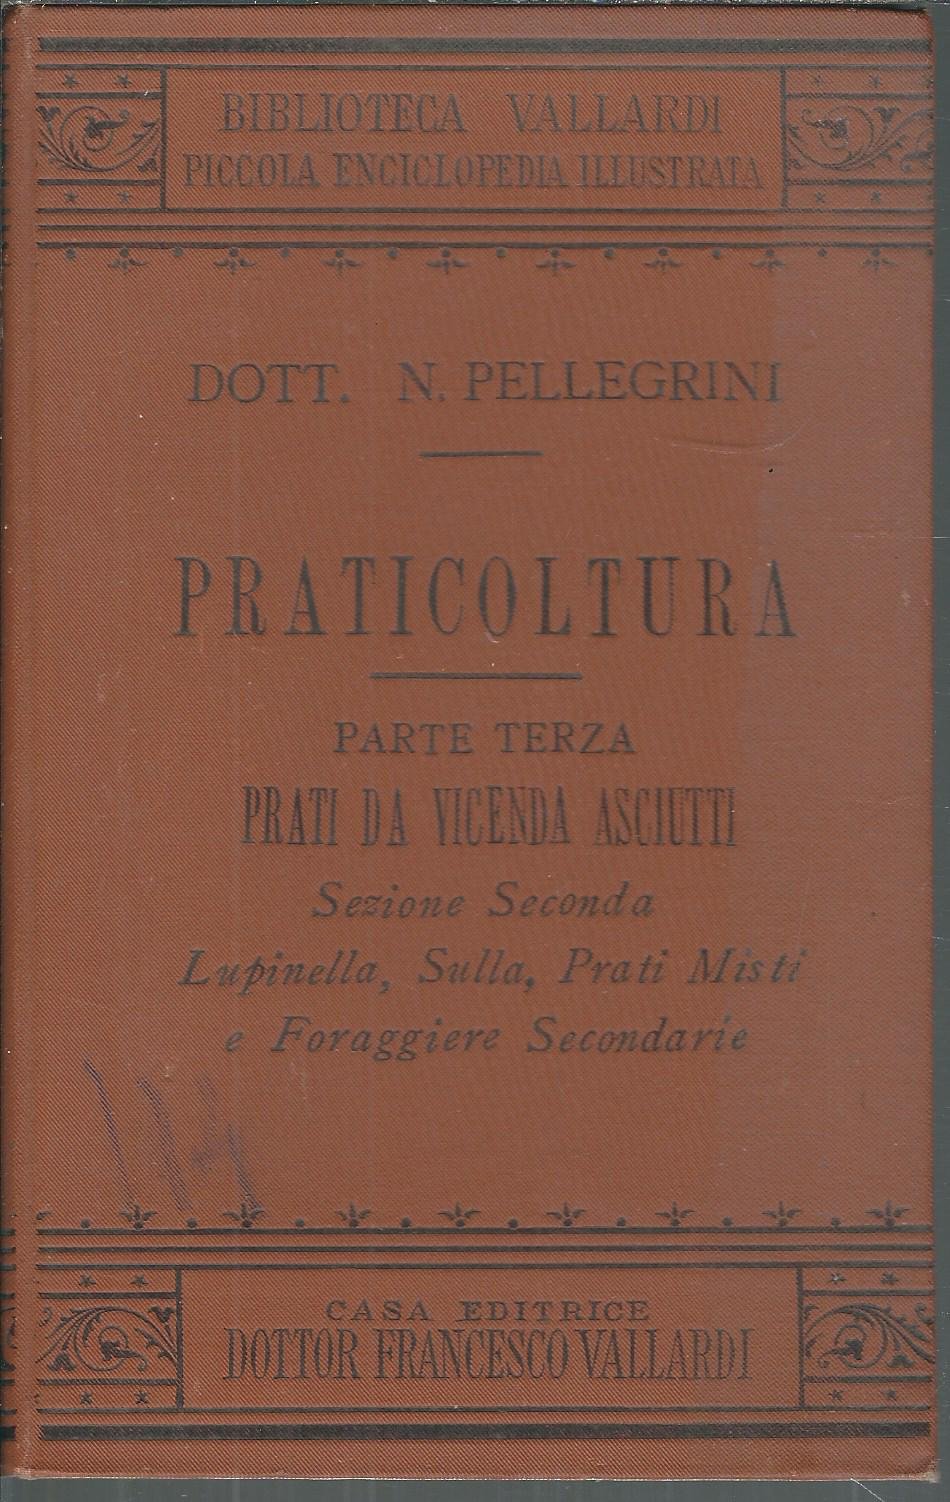 BIBLIOTECA VALLARDI
PICCOLA ENCICLOPEDIA ILLUSTRATA
DOTT. N. PELLEGRINI
PRATICOLTURA
PARTE TERZA
PRATI DA VICENDA ASCIUTTI
Sezione Seconda
Lupinella, Sulla, Prati Misti
e Foraggiere Secondarie
114
CASA EDITRICE
DOTTOR FRANCESCO VALLARDI